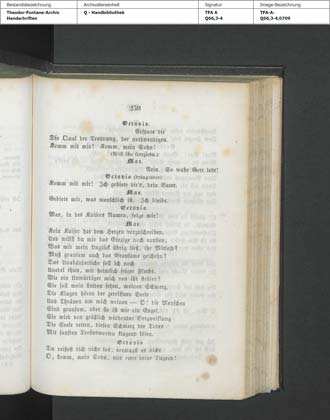 Bestandsbezeichnung
Archivalieneinheit
Signatur
Image-Bezeichnung
Theodor-Fontane-Archiv
Handschriften
Q - Handbibliothek
TFA A
Q66,3-4
TFA-A-
Q66,3-4,0709
Octavio.
Erspare dir
Die Qual der Trennung, der nothwendigen.
Komm mit mir! Komm, mein Sohn!
(Will ihn fortziehn.)
Max.
Nein. So wahr Gott lebt!
Octavio (dringender).
Komm mit mir! Ich gebiete dir's, dein Vater.
Max.
Gebiete mir, was menschlich ist. Ich bleibe.
Octavio.
Max, in des Kaisers Namen, folge mir!
Max.
Kein Kaiser hat dem Herzen vorzuschreiben.
Und willst du mir das Einzige noch rauben,
Was mir mein Unglück übrig ließ, ihr Mitleid?
Muß grausam auch das Grausame geschehn?
Das Unabänderliche soll ich noch
Unedel thun, mit heimlich feiger Flucht,
Wie ein Unwürdiger mich von ihr stehlen?
Sie soll mein Leiden sehen, meinen Schmerz,
Die Klagen hören der zerrißnen Seele
Und Thränen um mich weinen — O! die Menschen
Sind grausam, aber sie ist wie ein Engel.
Sie wird von gräßlich wüthender Verzweiflung
Die Seele retten, diesen Schmerz des Todes
Mit sanften Trostesworten klagend lösen.
Octavio.
Du reißest dich nicht los, vermagst es nicht.
O, komm, mein Sohn, und rette deine Tugend!